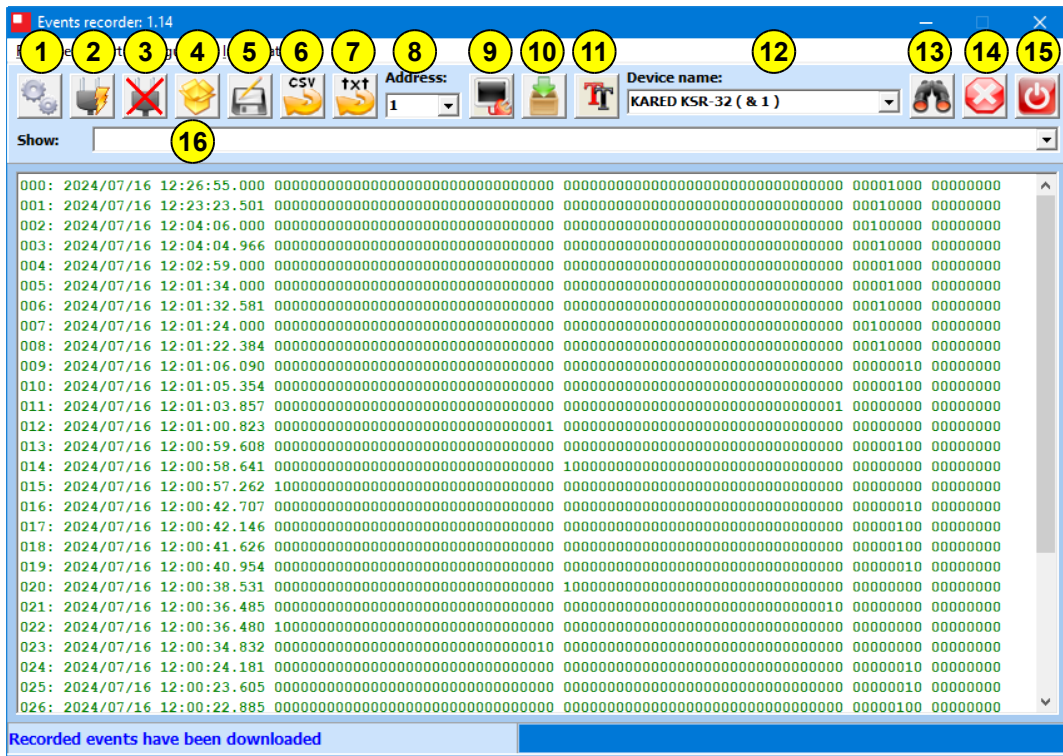 Events recorder: 1.14
1 2 3 4 5 6 7 8 9 10 11 12 13 14 15
CSV txt Address: Device name:
1 TT KARED KSR-32 ( & 1 )
Show: 16
000: 2024/07/16 12:26:55.000 00000000000000000000000000000000 00000000000000000000000000000000 00001000 00000000
001: 2024/07/16 12:23:23.501 00000000000000000000000000000000 00000000000000000000000000000000 00010000 00000000
002: 2024/07/16 12:04:06.000 00000000000000000000000000000000 00000000000000000000000000000000 00100000 00000000
003: 2024/07/16 12:04:04.966 00000000000000000000000000000000 00000000000000000000000000000000 00010000 00000000
004: 2024/07/16 12:02:59.000 00000000000000000000000000000000 00000000000000000000000000000000 00001000 00000000
005: 2024/07/16 12:01:34.000 00000000000000000000000000000000 00000000000000000000000000000000 00001000 00000000
006: 2024/07/16 12:01:32.581 00000000000000000000000000000000 00000000000000000000000000000000 00010000 00000000
007: 2024/07/16 12:01:24.000 00000000000000000000000000000000 00000000000000000000000000000000 00100000 00000000
008: 2024/07/16 12:01:22.384 00000000000000000000000000000000 00000000000000000000000000000000 00010000 00000000
009: 2024/07/16 12:01:06.090 00000000000000000000000000000000 00000000000000000000000000000000 00000010 00000000
010: 2024/07/16 12:01:05.354 00000000000000000000000000000000 00000000000000000000000000000000 00000100 00000000
011: 2024/07/16 12:01:03.857 00000000000000000000000000000000 00000000000000000000000000000001 00000000 00000000
012: 2024/07/16 12:01:00.823 00000000000000000000000000000001 00000000000000000000000000000000 00000000 00000000
013: 2024/07/16 12:00:59.608 00000000000000000000000000000000 00000000000000000000000000000000 00000100 00000000
014: 2024/07/16 12:00:58.641 00000000000000000000000000000000 10000000000000000000000000000000 00000000 00000000
015: 2024/07/16 12:00:57.262 10000000000000000000000000000000 00000000000000000000000000000000 00000000 00000000
016: 2024/07/16 12:00:42.707 00000000000000000000000000000000 00000000000000000000000000000000 00000010 00000000
017: 2024/07/16 12:00:42.146 00000000000000000000000000000000 00000000000000000000000000000000 00000100 00000000
018: 2024/07/16 12:00:41.626 00000000000000000000000000000000 00000000000000000000000000000000 00000100 00000000
019: 2024/07/16 12:00:40.954 00000000000000000000000000000000 00000000000000000000000000000000 00000010 00000000
020: 2024/07/16 12:00:38.531 00000000000000000000000000000000 10000000000000000000000000000000 00000000 00000000
021: 2024/07/16 12:00:36.485 00000000000000000000000000000000 00000000000000000000000000000010 00000000 00000000
022: 2024/07/16 12:00:36.480 10000000000000000000000000000000 00000000000000000000000000000000 00000000 00000000
023: 2024/07/16 12:00:34.832 00000000000000000000000000000010 00000000000000000000000000000000 00000000 00000000
024: 2024/07/16 12:00:24.181 00000000000000000000000000000000 00000000000000000000000000000000 00000010 00000000
025: 2024/07/16 12:00:23.605 00000000000000000000000000000000 00000000000000000000000000000000 00000010 00000000
026: 2024/07/16 12:00:22.885 00000000000000000000000000000000 00000000000000000000000000000000 00000100 00000000
Recorded events have been downloaded